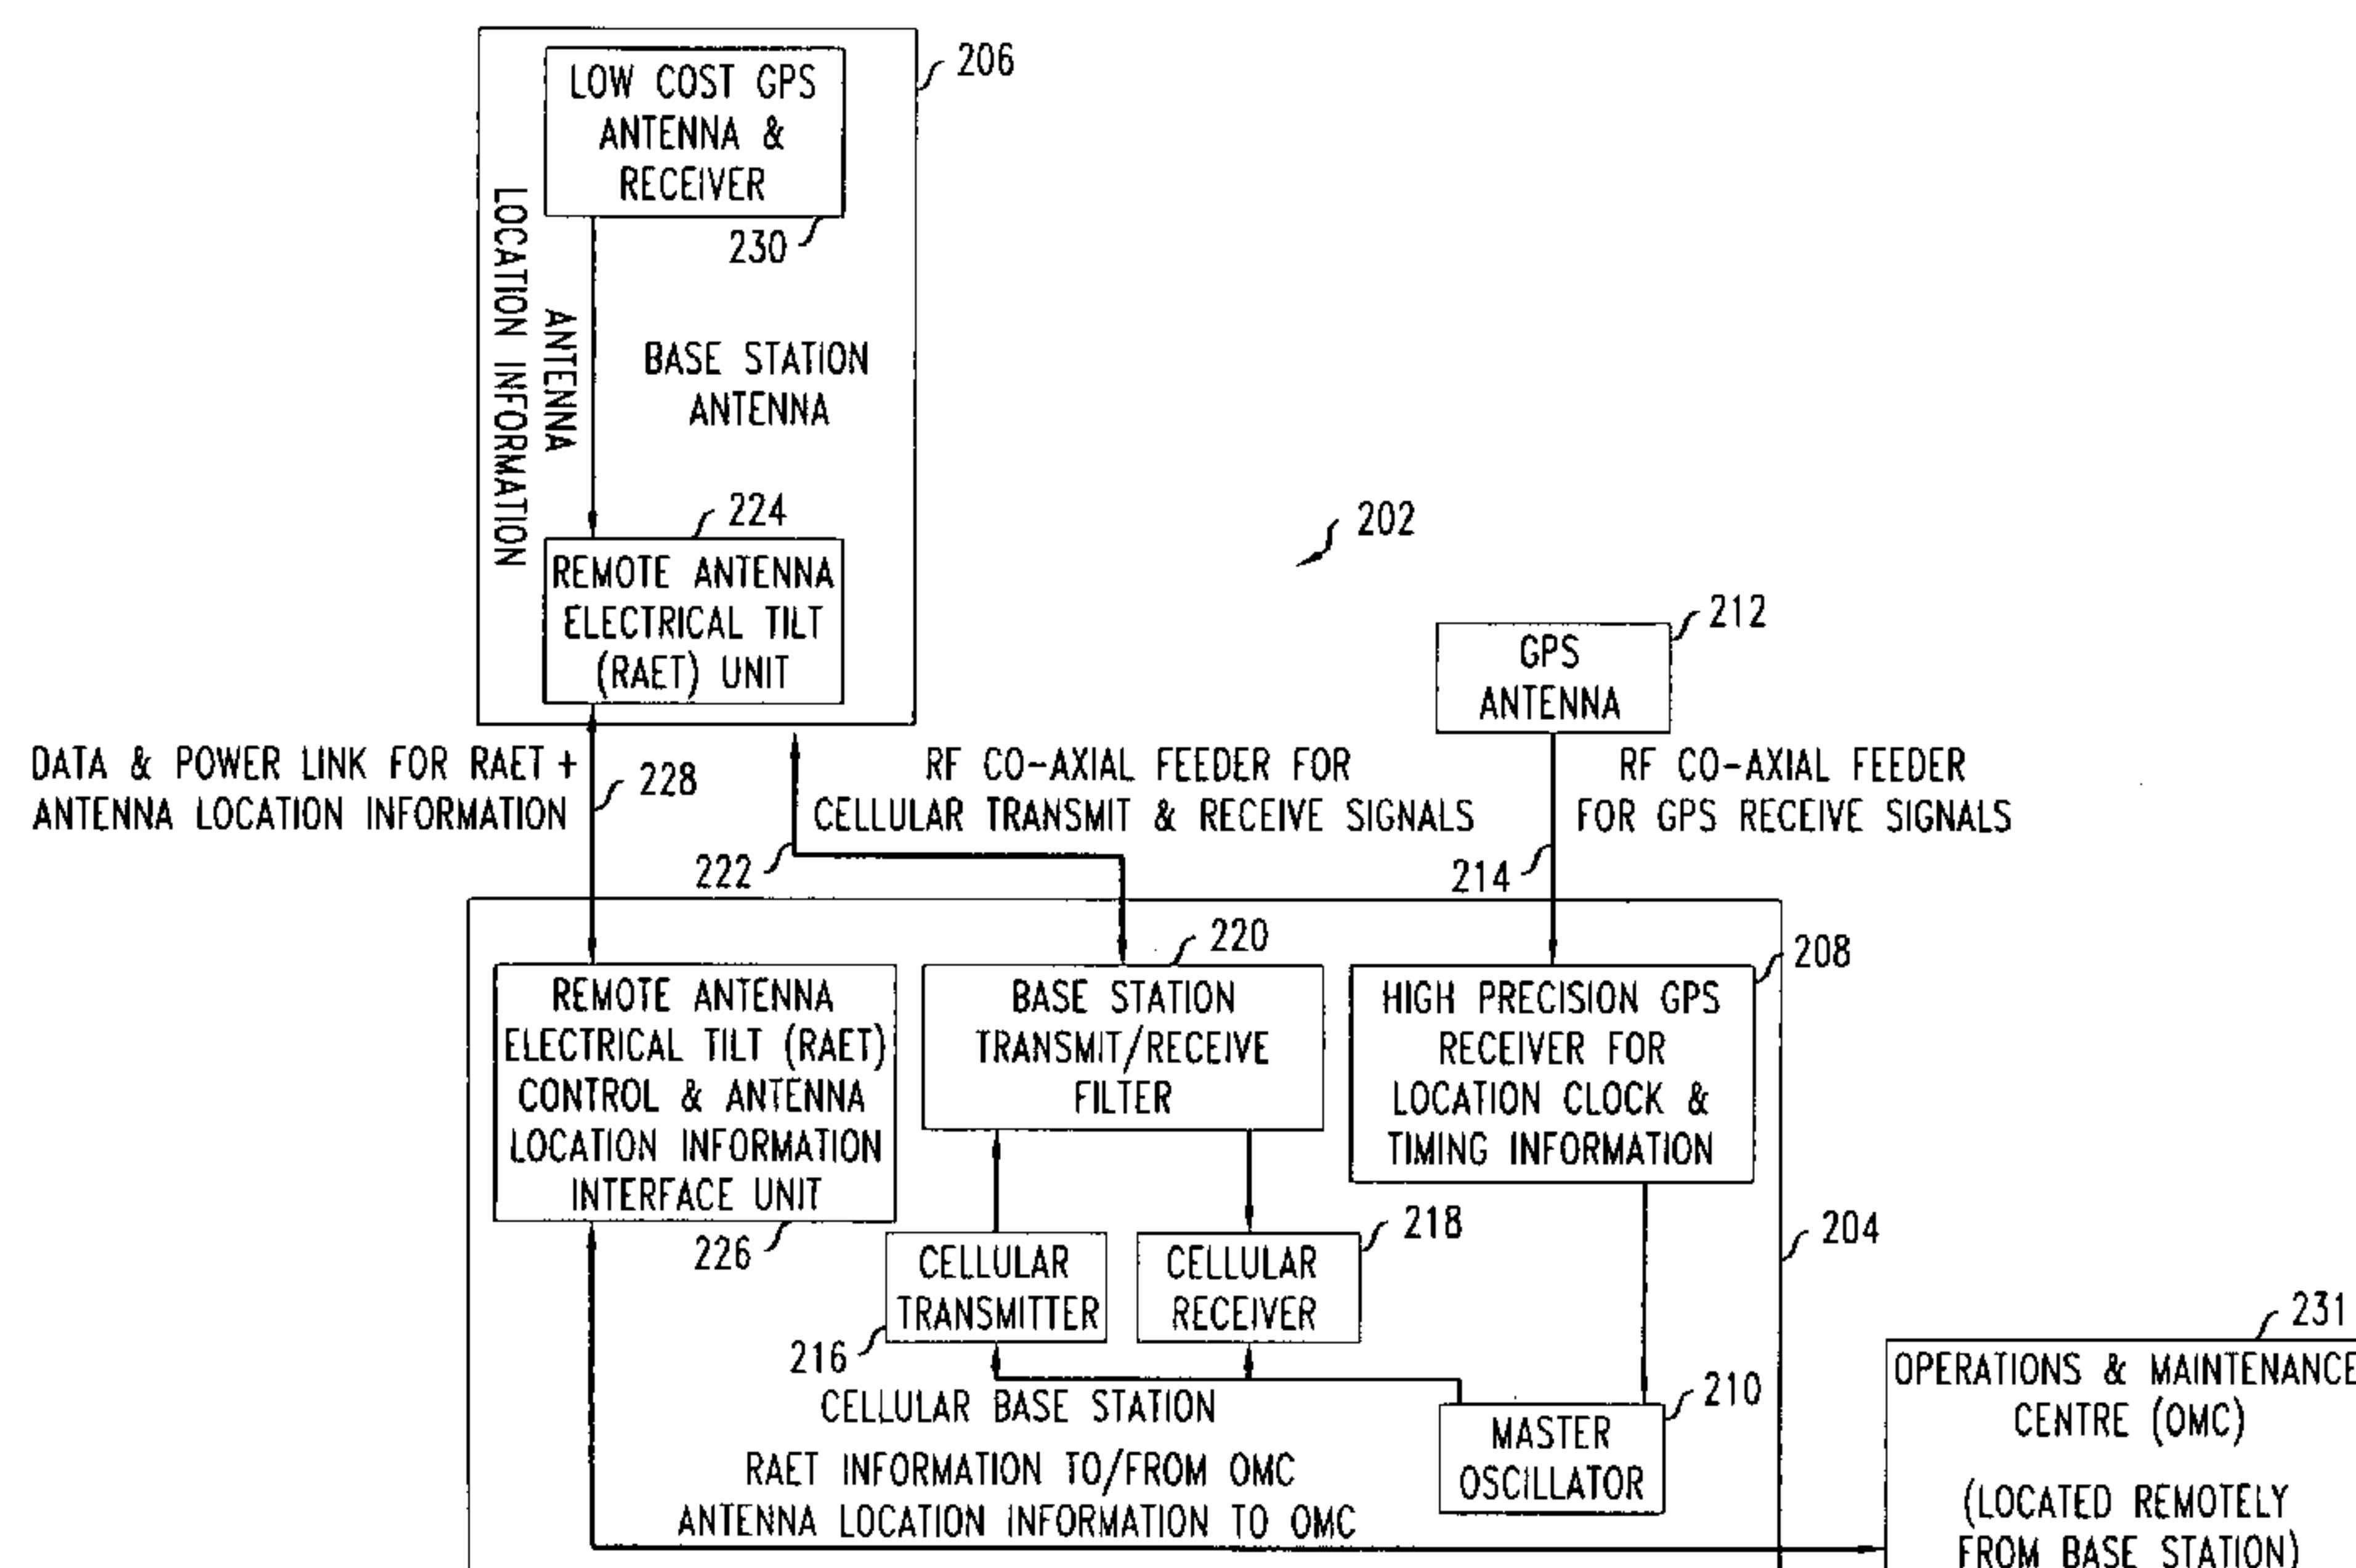 206
LOW COST GPS
ANTENNA &
RECEIVER
230
LOCATION INFORMATION
ANTENNA
BASE STATION
ANTENNA
224
REMOTE ANTENNA
ELECTRICAL TILT
(RAET) UNIT
202
212
GPS
ANTENNA
DATA & POWER LINK FOR RAET +
ANTENNA LOCATION INFORMATION
228
RF CO-AXIAL FEEDER FOR
CELLULAR TRANSMIT & RECEIVE SIGNALS
222
RF CO-AXIAL FEEDER
FOR GPS RECEIVE SIGNALS
214
REMOTE ANTENNA
ELECTRICAL TILT (RAET)
CONTROL & ANTENNA
LOCATION INFORMATION
INTERFACE UNIT
226
220
BASE STATION
TRANSMIT/RECEIVE
FILTER
208
HIGH PRECISION GPS
RECEIVER FOR
LOCATION CLOCK &
TIMING INFORMATION
204
CELLULAR
TRANSMITTER
216
218
CELLULAR
RECEIVER
CELLULAR BASE STATION
210
MASTER
OSCILLATOR
RAET INFORMATION TO/FROM OMC
ANTENNA LOCATION INFORMATION TO OMC
231
OPERATIONS & MAINTENANCE
CENTRE (OMC)
(LOCATED REMOTELY
FROM BASE STATION)